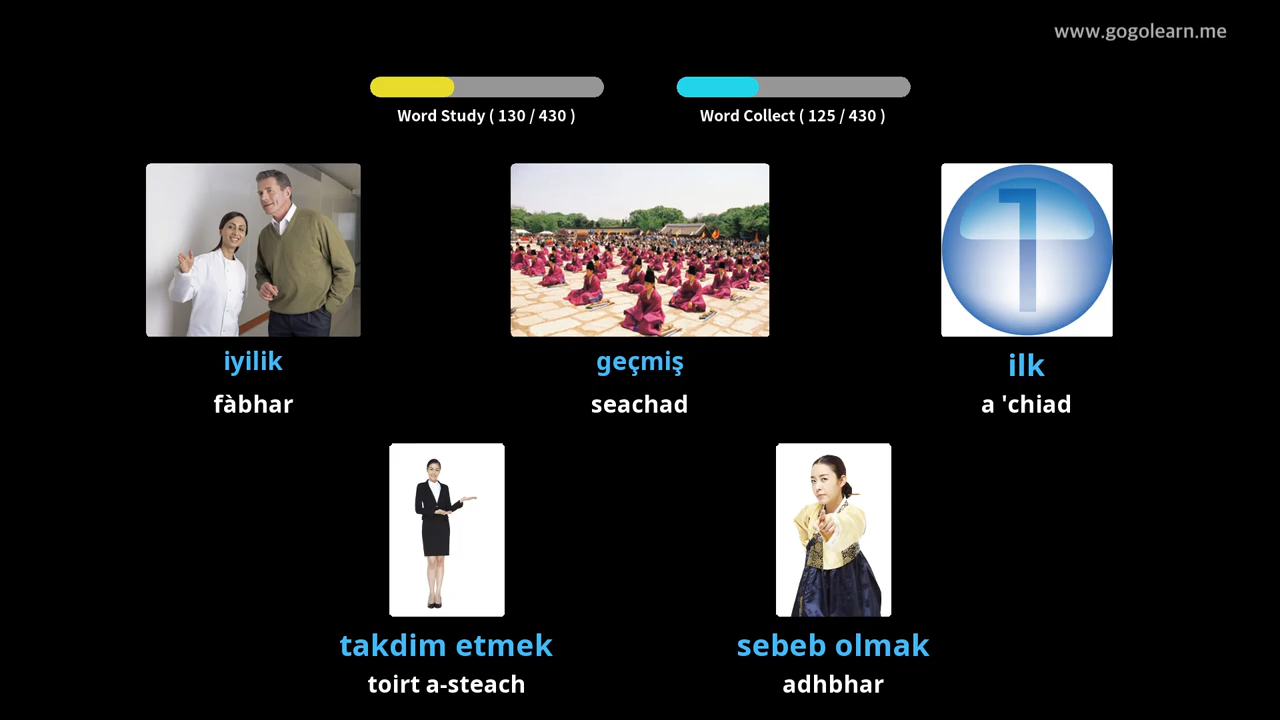 www.gogolearn.me
Word Study ( 130 / 430 )
Word Collect ( 125 / 430 )
1
iyilik
geçmiş
ilk
fàbhar
seachad
a 'chiad
takdim etmek
sebeb olmak
toirt a-steach
adhbhar